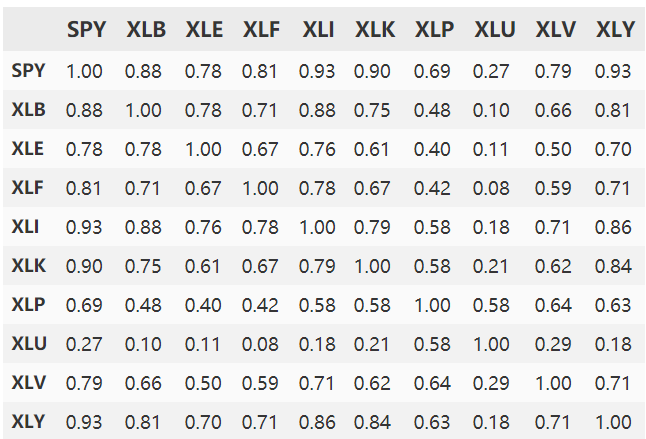 SPY XLB XLE XLF XLI XLK XLP XLU XLV XLY
SPY 1.00 0.88 0.78 0.81 0.93 0.90 0.69 0.27 0.79 0.93
XLB 0.88 1.00 0.78 0.71 0.88 0.75 0.48 0.10 0.66 0.81
XLE 0.78 0.78 1.00 0.67 0.76 0.61 0.40 0.11 0.50 0.70
XLF 0.81 0.71 0.67 1.00 0.78 0.67 0.42 0.08 0.59 0.71
XLI 0.93 0.88 0.76 0.78 1.00 0.79 0.58 0.18 0.71 0.86
XLK 0.90 0.75 0.61 0.67 0.79 1.00 0.58 0.21 0.62 0.84
XLP 0.69 0.48 0.40 0.42 0.58 0.58 1.00 0.58 0.64 0.63
XLU 0.27 0.10 0.11 0.08 0.18 0.21 0.58 1.00 0.29 0.18
XLV 0.79 0.66 0.50 0.59 0.71 0.62 0.64 0.29 1.00 0.71
XLY 0.93 0.81 0.70 0.71 0.86 0.84 0.63 0.18 0.71 1.00